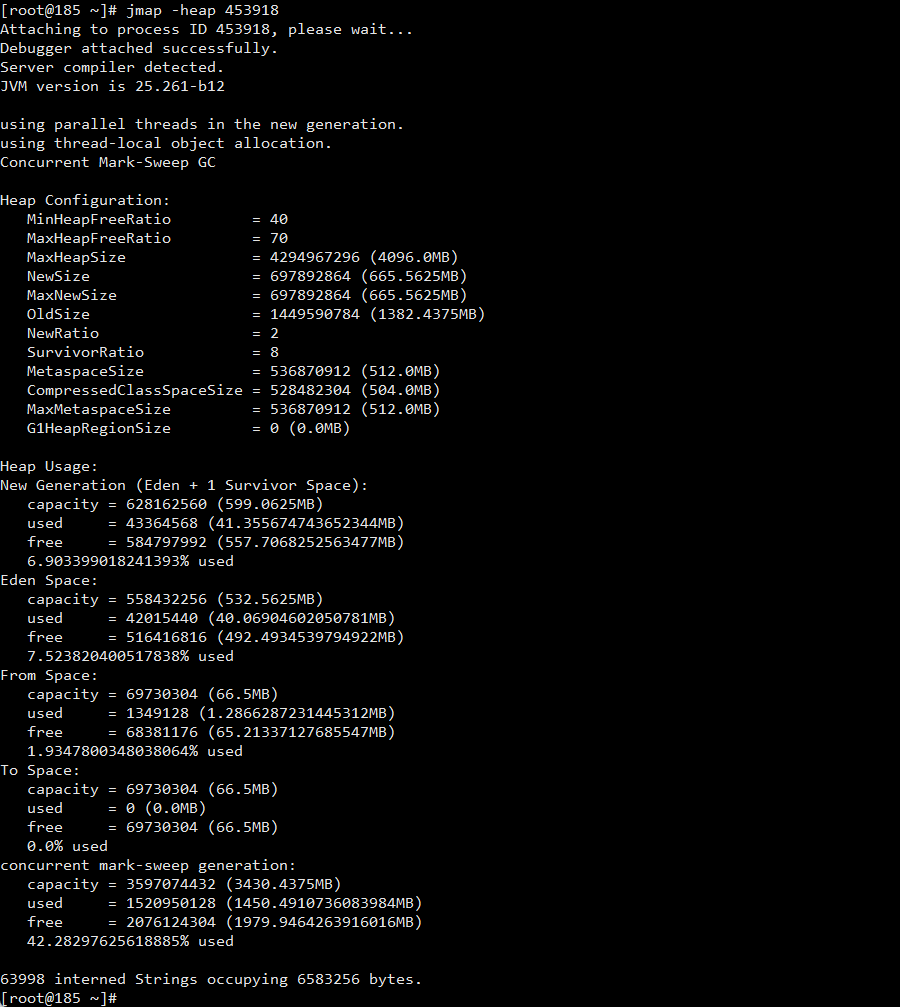 [root@185 ~]# jmap -heap 453918
Attaching to process ID 453918, please wait...
Debugger attached successfully.
Server compiler detected.
JVM version is 25.261-b12

using parallel threads in the new generation.
using thread-local object allocation.
Concurrent Mark-Sweep GC

Heap Configuration:
   MinHeapFreeRatio         = 40
   MaxHeapFreeRatio         = 70
   MaxHeapSize              = 4294967296 (4096.0MB)
   NewSize                  = 697892864 (665.5625MB)
   MaxNewSize               = 697892864 (665.5625MB)
   OldSize                  = 1449590784 (1382.4375MB)
   NewRatio                 = 2
   SurvivorRatio            = 8
   MetaspaceSize            = 536870912 (512.0MB)
   CompressedClassSpaceSize = 528482304 (504.0MB)
   MaxMetaspaceSize         = 536870912 (512.0MB)
   G1HeapRegionSize         = 0 (0.0MB)

Heap Usage:
New Generation (Eden + 1 Survivor Space):
   capacity = 628162560 (599.0625MB)
   used     = 43364568 (41.355674743652344MB)
   free     = 584797992 (557.7068252563477MB)
   6.903399018241393% used
Eden Space:
   capacity = 558432256 (532.5625MB)
   used     = 42015440 (40.06904602050781MB)
   free     = 516416816 (492.4934539794922MB)
   7.523820400517838% used
From Space:
   capacity = 69730304 (66.5MB)
   used     = 1349128 (1.2866287231445312MB)
   free     = 68381176 (65.21337127685547MB)
   1.9347800348038064% used
To Space:
   capacity = 69730304 (66.5MB)
   used     = 0 (0.0MB)
   free     = 69730304 (66.5MB)
   0.0% used
concurrent mark-sweep generation:
   capacity = 3597074432 (3430.4375MB)
   used     = 1520950128 (1450.4910736083984MB)
   free     = 2076124304 (1979.9464263916016MB)
   42.28297625618885% used

63998 interned Strings occupying 6583256 bytes.
[root@185 ~]#